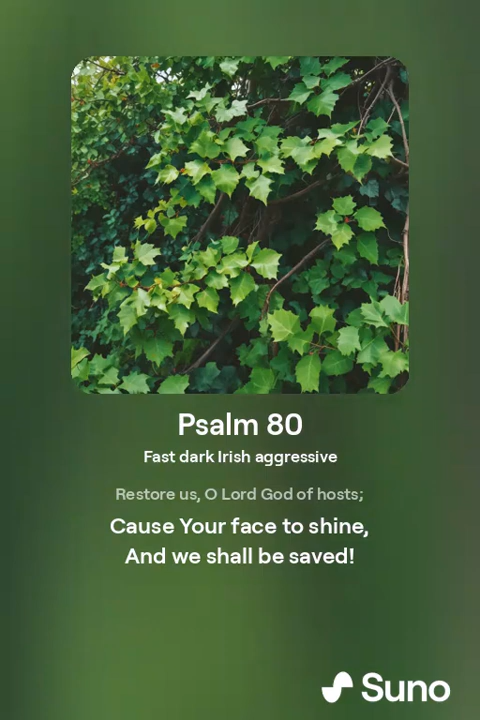 Psalm 80
Fast dark Irish aggressive
Restore us, O Lord God of hosts;
Cause Your face to shine,
And we shall be saved!
Suno